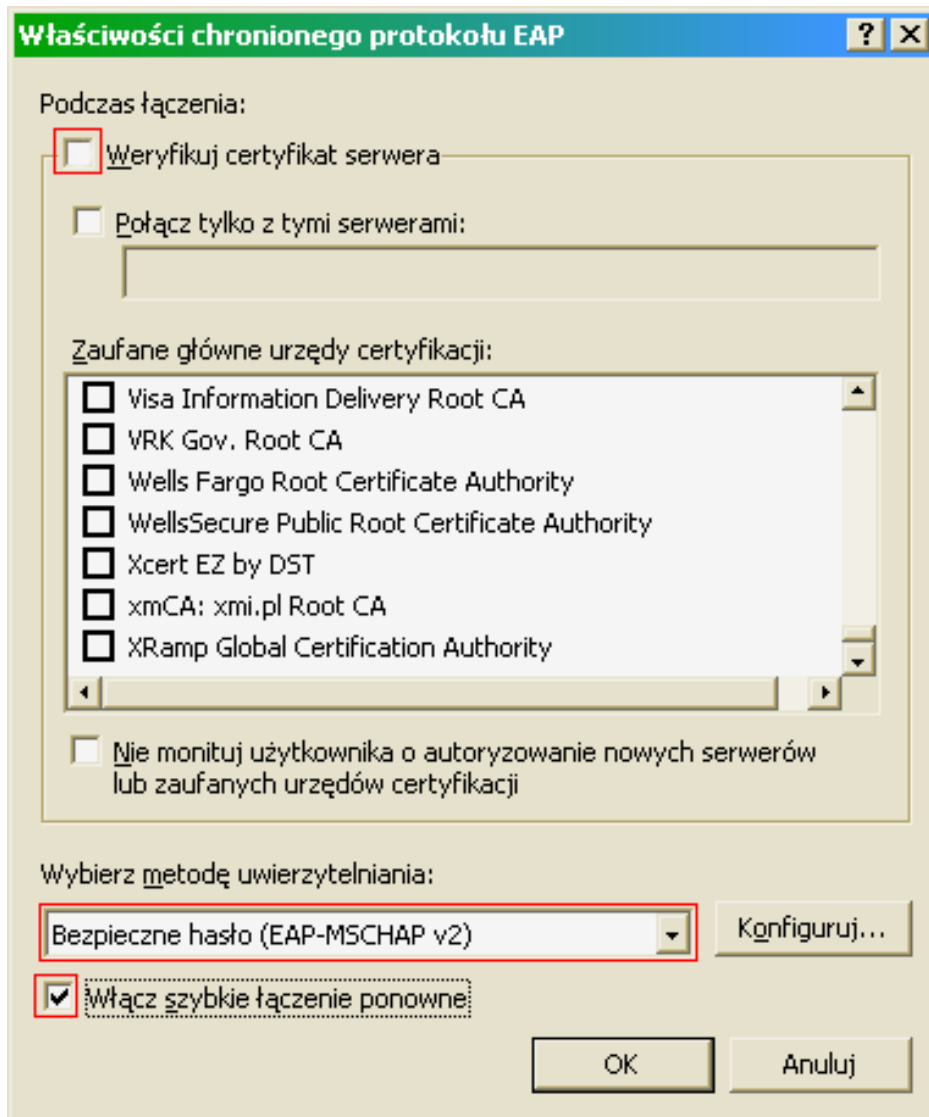 Właściwości chronionego protokołu EAP
Podczas łączenia:
Weryfikuj certyfikat serwera
Połącz tylko z tymi serwerami:
Zaufane główne urzędy certyfikacji:
Visa Information Delivery Root CA
VRK Gov. Root CA
Wells Fargo Root Certificate Authority
WellsSecure Public Root Certificate Authority
Xcert EZ by DST
xmCA: xmi.pl Root CA
XRamp Global Certification Authority
Nie monituj użytkownika o autoryzowanie nowych serwerów
lub zaufanych urzędów certyfikacji
Wybierz metodę uwierzytelniania:
Bezpieczne hasło (EAP-MSCHAP v2)
Konfiguruj...
Włącz szybkie łączenie ponowne
OK
Anuluj